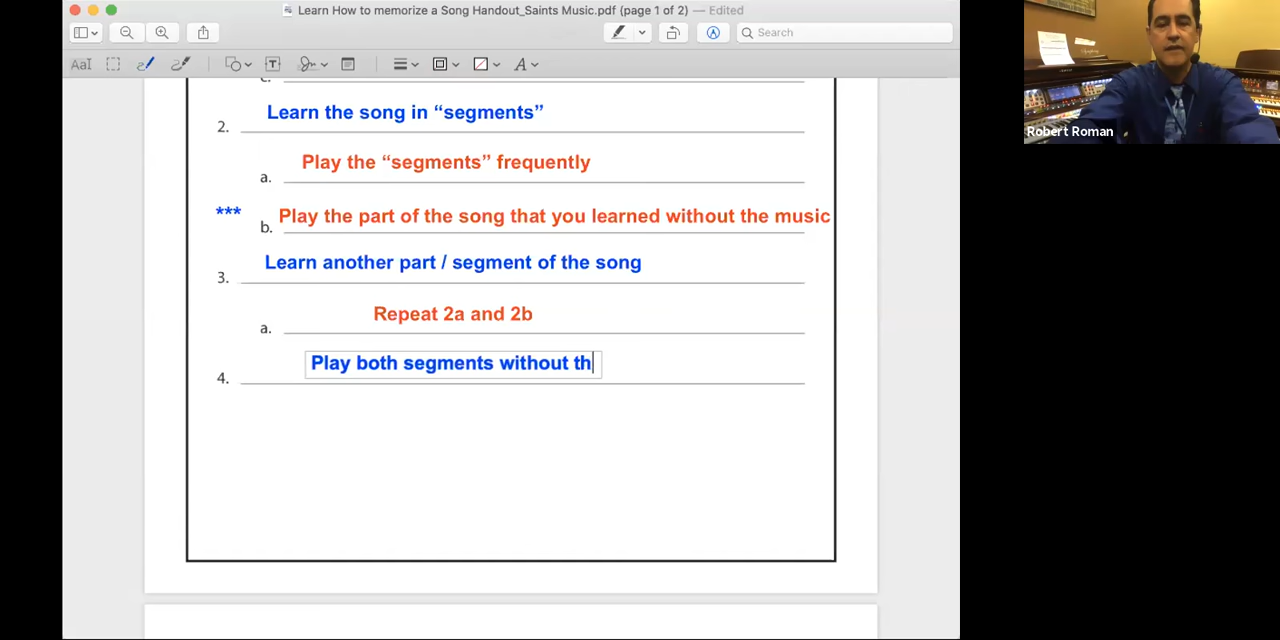 Learn How to memorize a Song Handout_Saints Music.pdf (page 1 of 2) — Edited
Search
AaI
T
A
c.
Learn the song in “segments”
2.
Play the “segments” frequently
a.
*** Play the part of the song that you learned without the music
b.
Learn another part / segment of the song
3.
Repeat 2a and 2b
a.
Play both segments without th
4.
Robert Roman